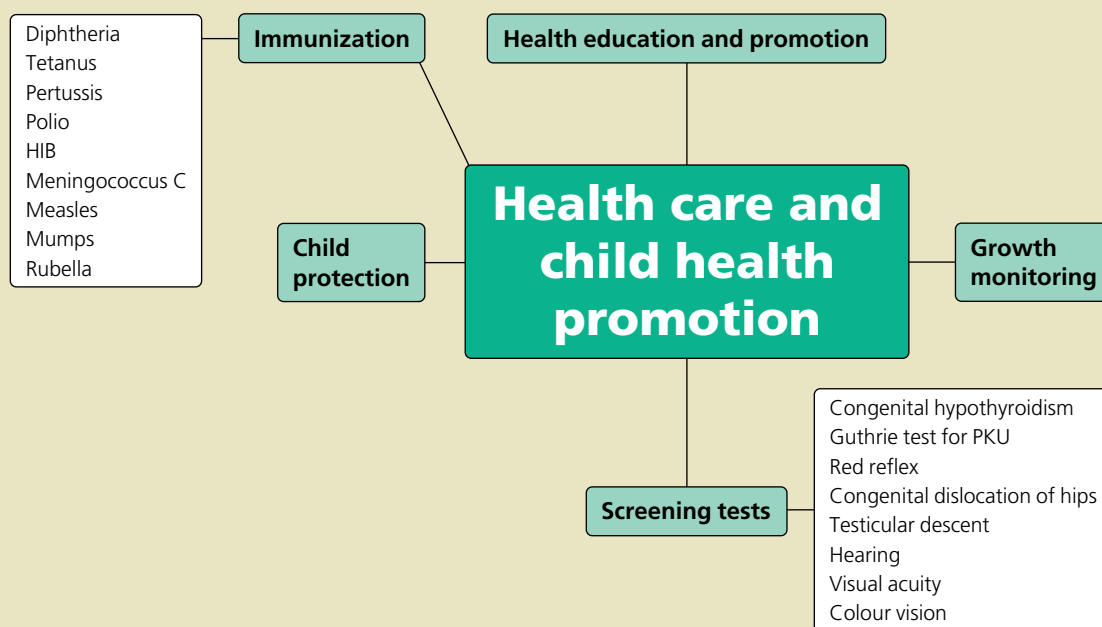 Diphtheria
Tetanus
Pertussis
Polio
HIB
Meningococcus C
Measles
Mumps
Rubella
Immunization
Health education and promotion
Child
protection
Health care and
child health
promotion
Growth
monitoring
Screening tests
Congenital hypothyroidism
Guthrie test for PKU
Red reflex
Congenital dislocation of hips
Testicular descent
Hearing
Visual acuity
Colour vision